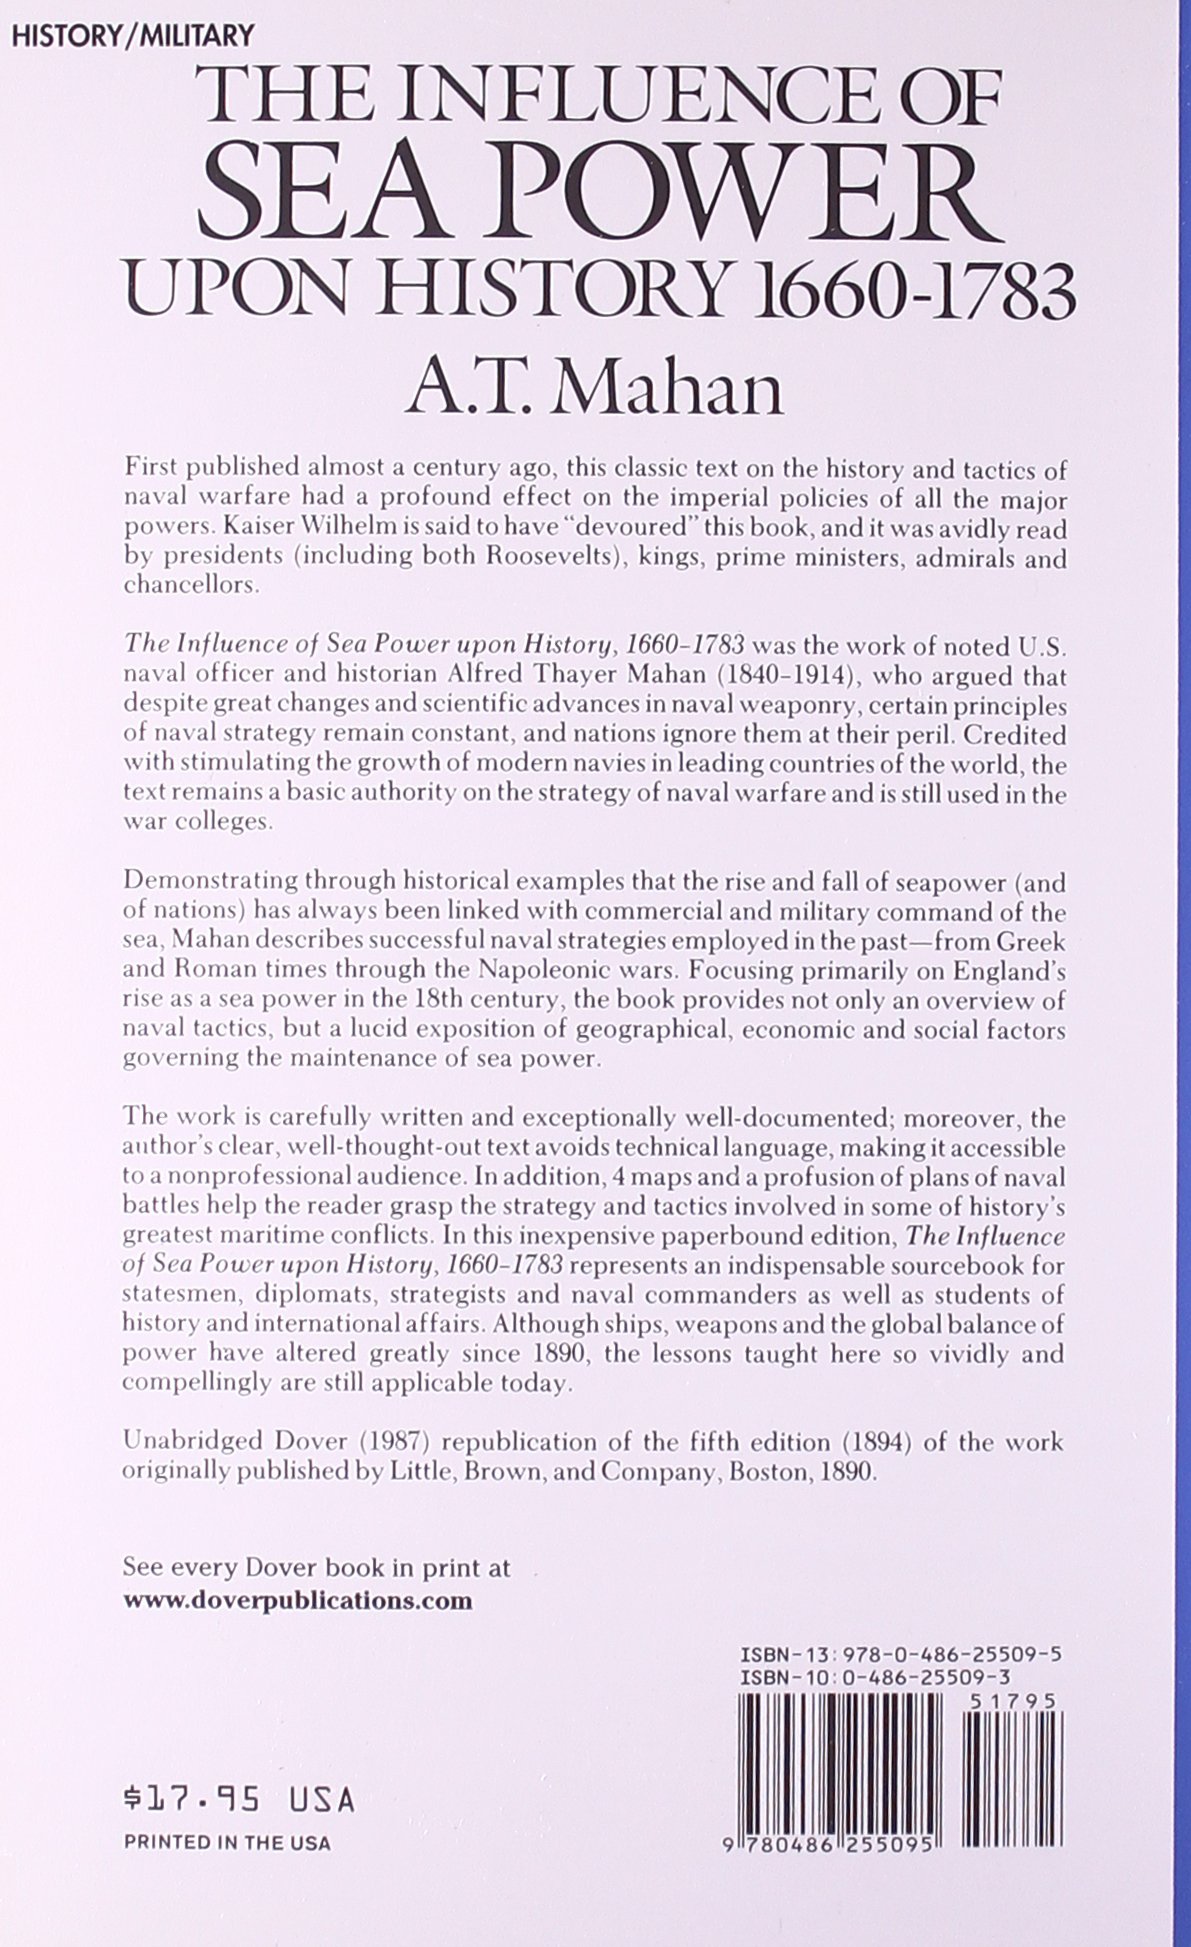 HISTORY/MILITARY
THE INFLUENCE OF
SEA POWER
UPON HISTORY 1660-1783
A.T. Mahan
First published almost a century ago, this classic text on the history and tactics of
naval warfare had a profound effect on the imperial policies of all the major
powers. Kaiser Wilhelm is said to have “devoured” this book, and it was avidly read
by presidents (including both Roosevelts), kings, prime ministers, admirals and
chancellors.
The Influence of Sea Power upon History, 1660–1783 was the work of noted U.S.
naval officer and historian Alfred Thayer Mahan (1840–1914), who argued that
despite great changes and scientific advances in naval weaponry, certain principles
of naval strategy remain constant, and nations ignore them at their peril. Credited
with stimulating the growth of modern navies in leading countries of the world, the
text remains a basic authority on the strategy of naval warfare and is still used in the
war colleges.
Demonstrating through historical examples that the rise and fall of seapower (and
of nations) has always been linked with commercial and military command of the
sea, Mahan describes successful naval strategies employed in the past—from Greek
and Roman times through the Napoleonic wars. Focusing primarily on England's
rise as a sea power in the 18th century, the book provides not only an overview of
naval tactics, but a lucid exposition of geographical, economic and social factors
governing the maintenance of sea power.
The work is carefully written and exceptionally well-documented; moreover, the
author's clear, well-thought-out text avoids technical language, making it accessible
to a nonprofessional audience. In addition, 4 maps and a profusion of plans of naval
battles help the reader grasp the strategy and tactics involved in some of history's
greatest maritime conflicts. In this inexpensive paperbound edition, The Influence
of Sea Power upon History, 1660–1783 represents an indispensable sourcebook for
statesmen, diplomats, strategists and naval commanders as well as students of
history and international affairs. Although ships, weapons and the global balance of
power have altered greatly since 1890, the lessons taught here so vividly and
compellingly are still applicable today.
Unabridged Dover (1987) republication of the fifth edition (1894) of the work
originally published by Little, Brown, and Company, Boston, 1890.
See every Dover book in print at
www.doverpublications.com
ISBN-13: 978-0-486-25509-5
ISBN-10: 0-486-25509-3
51795
9 780486 255095
$17.95 USA
PRINTED IN THE USA